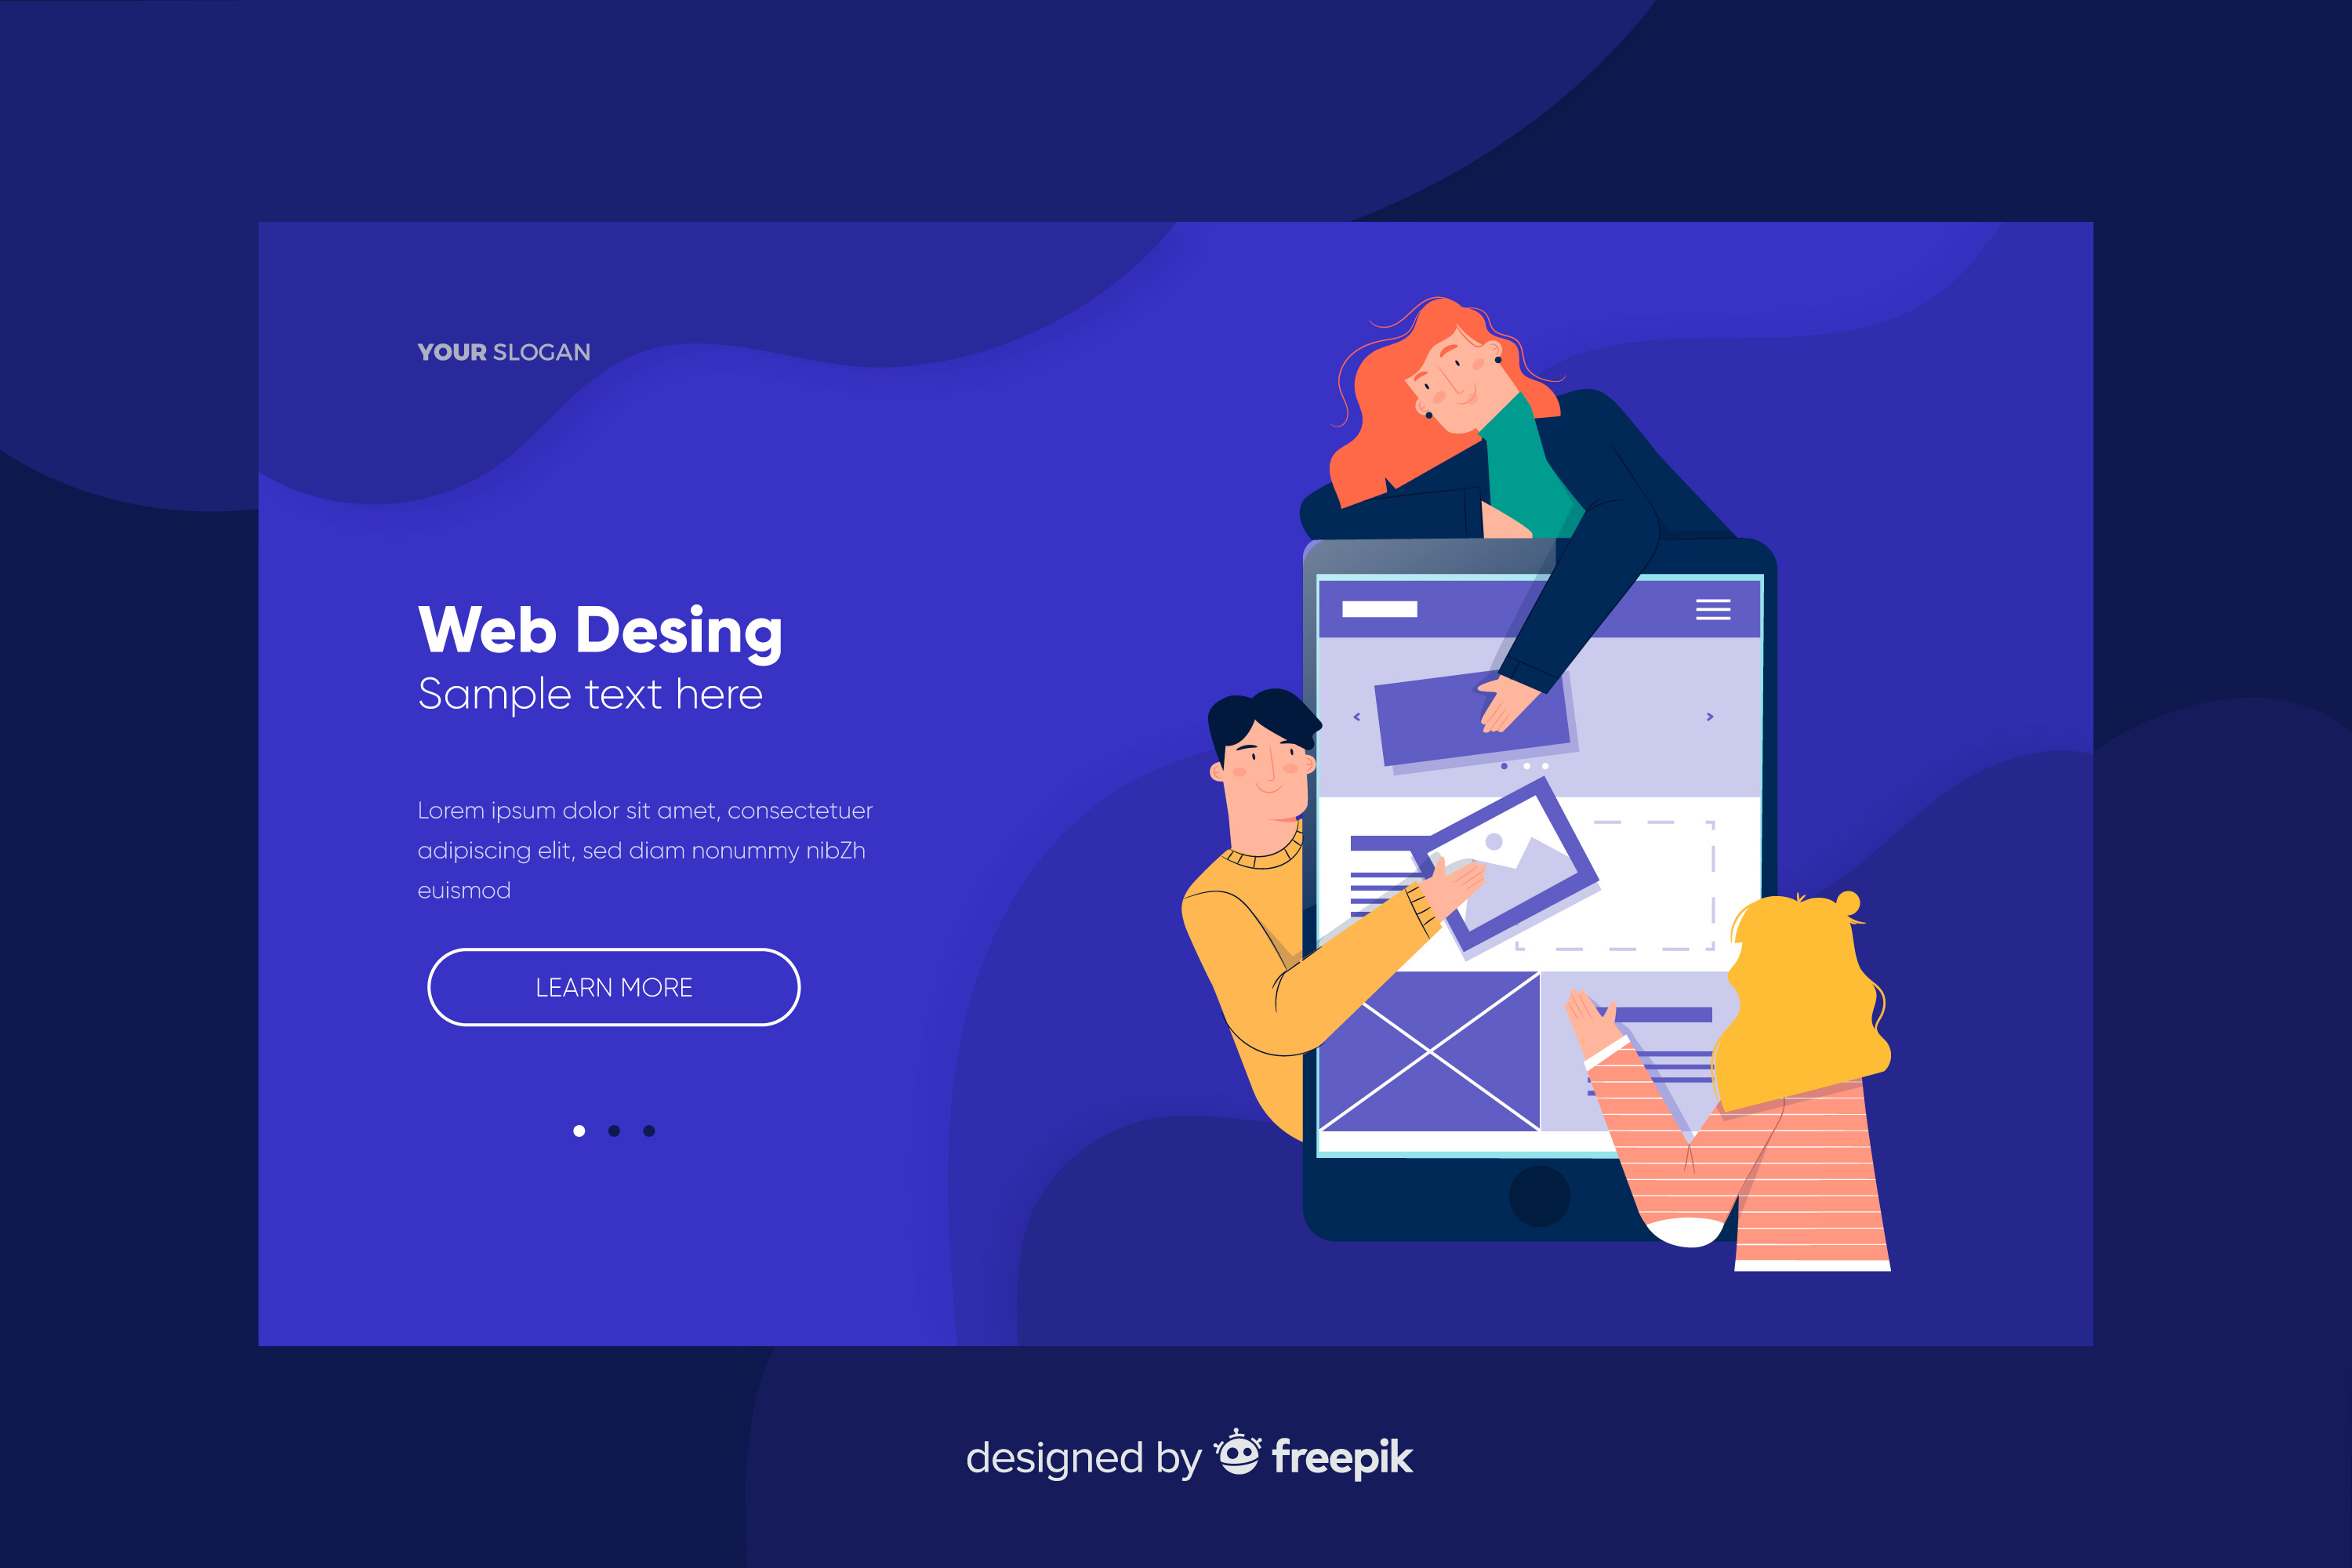 YOUR SLOGAN
Web Desing
Sample text here
Lorem ipsum dolor sit amet, consectetuer
adipiscing elit, sed diam nonummy nibZh
euismod
LEARN MORE
designed by freepik